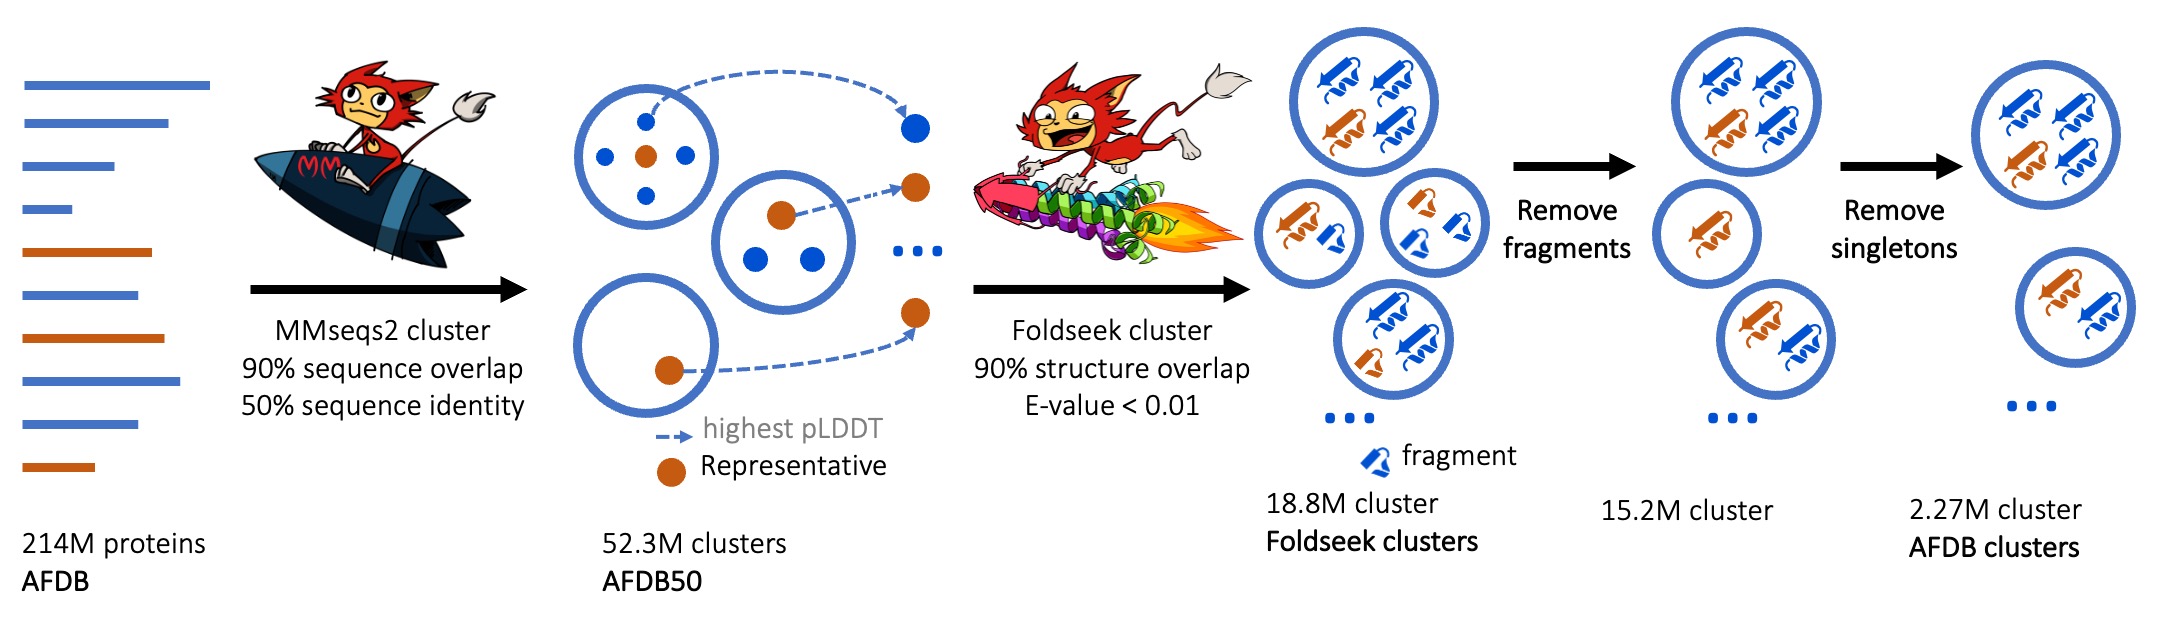 MM
MMseqs2 cluster
90% sequence overlap
50% sequence identity
highest pLDDT
Representative
Foldseek cluster
90% structure overlap
E-value < 0.01
fragment
Remove
fragments
Remove
singletons
214M proteins
AFDB
52.3M clusters
AFDB50
18.8M cluster
Foldseek clusters
15.2M cluster
2.27M cluster
AFDB clusters